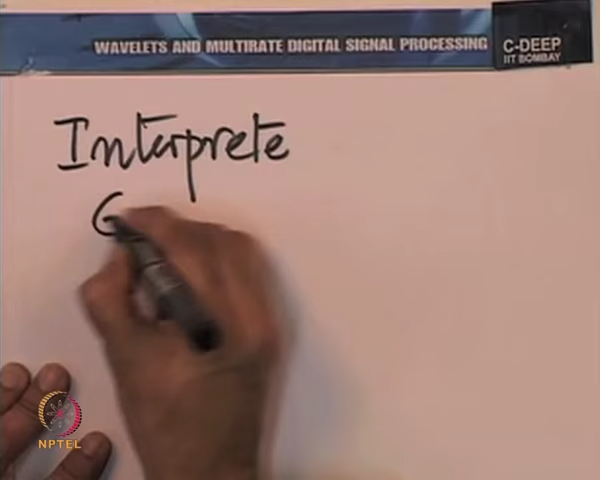 WAVELETS AND MULTIRATE DIGITAL SIGNAL PROCESSING
C-DEEP
IIT BOMBAY
Interprete
NPTEL